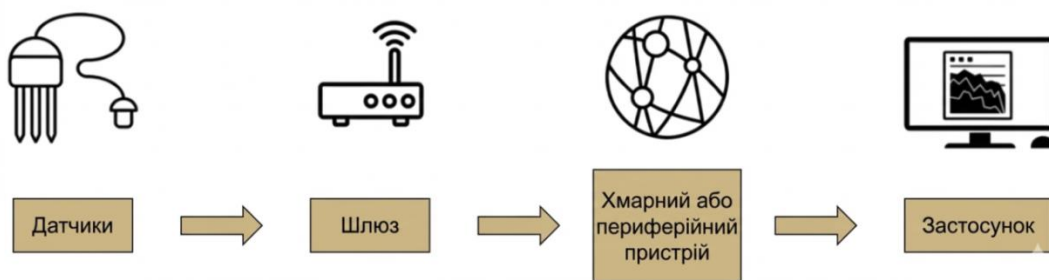 Датчики
Шлюз
Хмарний або
периферійний
пристрій
Застосунок